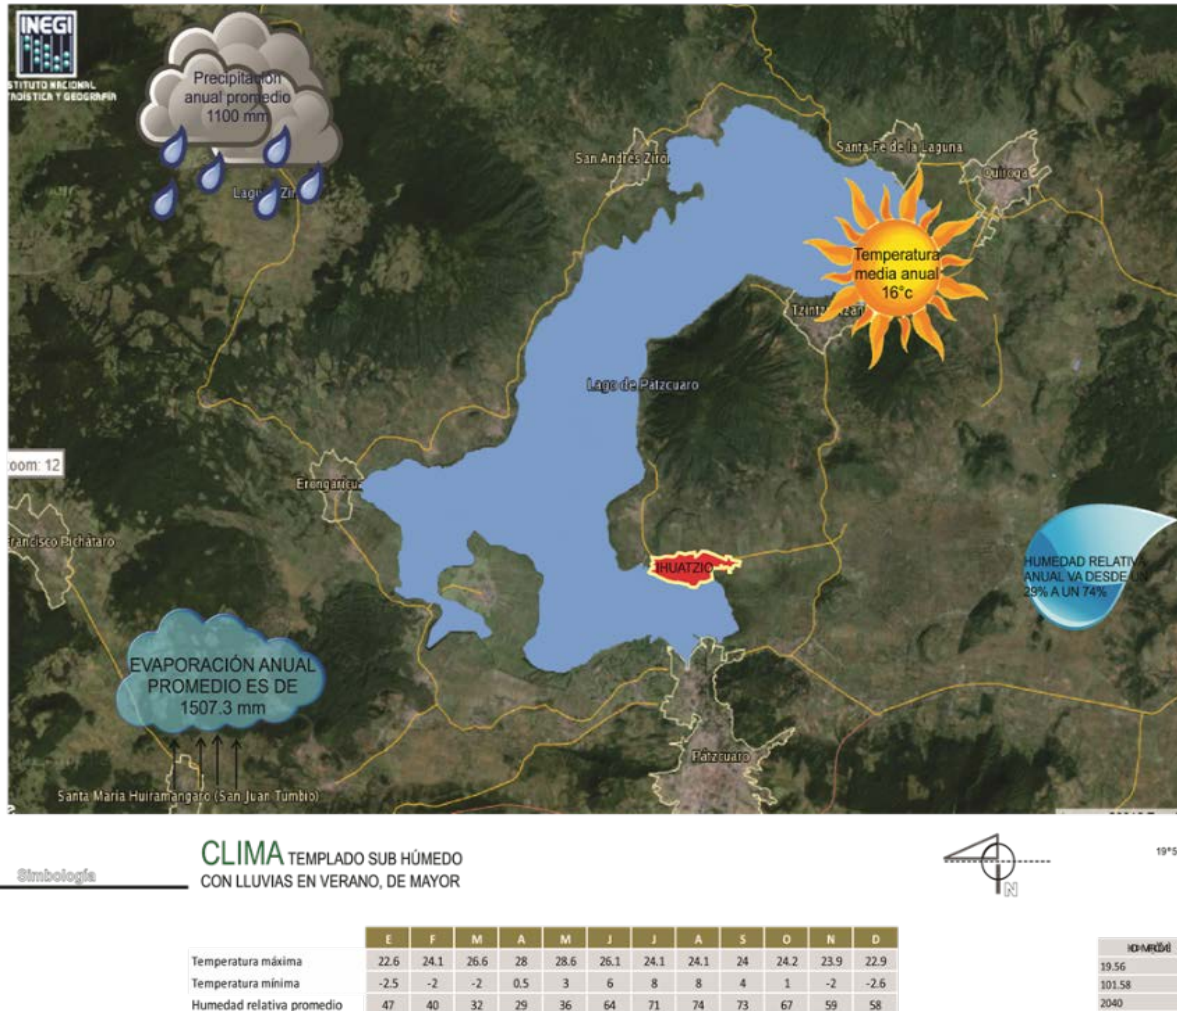 INEGI
STITUTO NACIONAL
TADÍSTICA Y GEOGRAFÍA
Precipitación
anual promedio
1100 mm
San Andrés Ziro
Santa Fe de la Laguna
Quiroga
Temperatura
media anual
16°c
Lago de Pátzcuaro
oom: 12
Erongarícu
Francisco Pichátaro
IHUATZIO
HUMEDAD RELATIVA
ANUAL VA DESDE UN
29% A UN 74%
EVAPORACIÓN ANUAL
PROMEDIO ES DE
1507.3 mm
Pátzcuaro
Santa María Huiramangaro (San Juan Tumbio)
Simbología
CLIMA TEMPLADO SUB HÚMEDO
CON LLUVIAS EN VERANO, DE MAYOR
N
19°5
E F M A M J J A S O N D
Temperatura máxima 22.6 24.1 26.6 28 28.6 26.1 24.1 24.1 24 24.2 23.9 22.9
Temperatura mínima -2.5 -2 -2 0.5 3 6 8 8 4 1 -2 -2.6
Humedad relativa promedio 47 40 32 29 36 64 71 74 73 67 59 58
19.56
101.58
2040